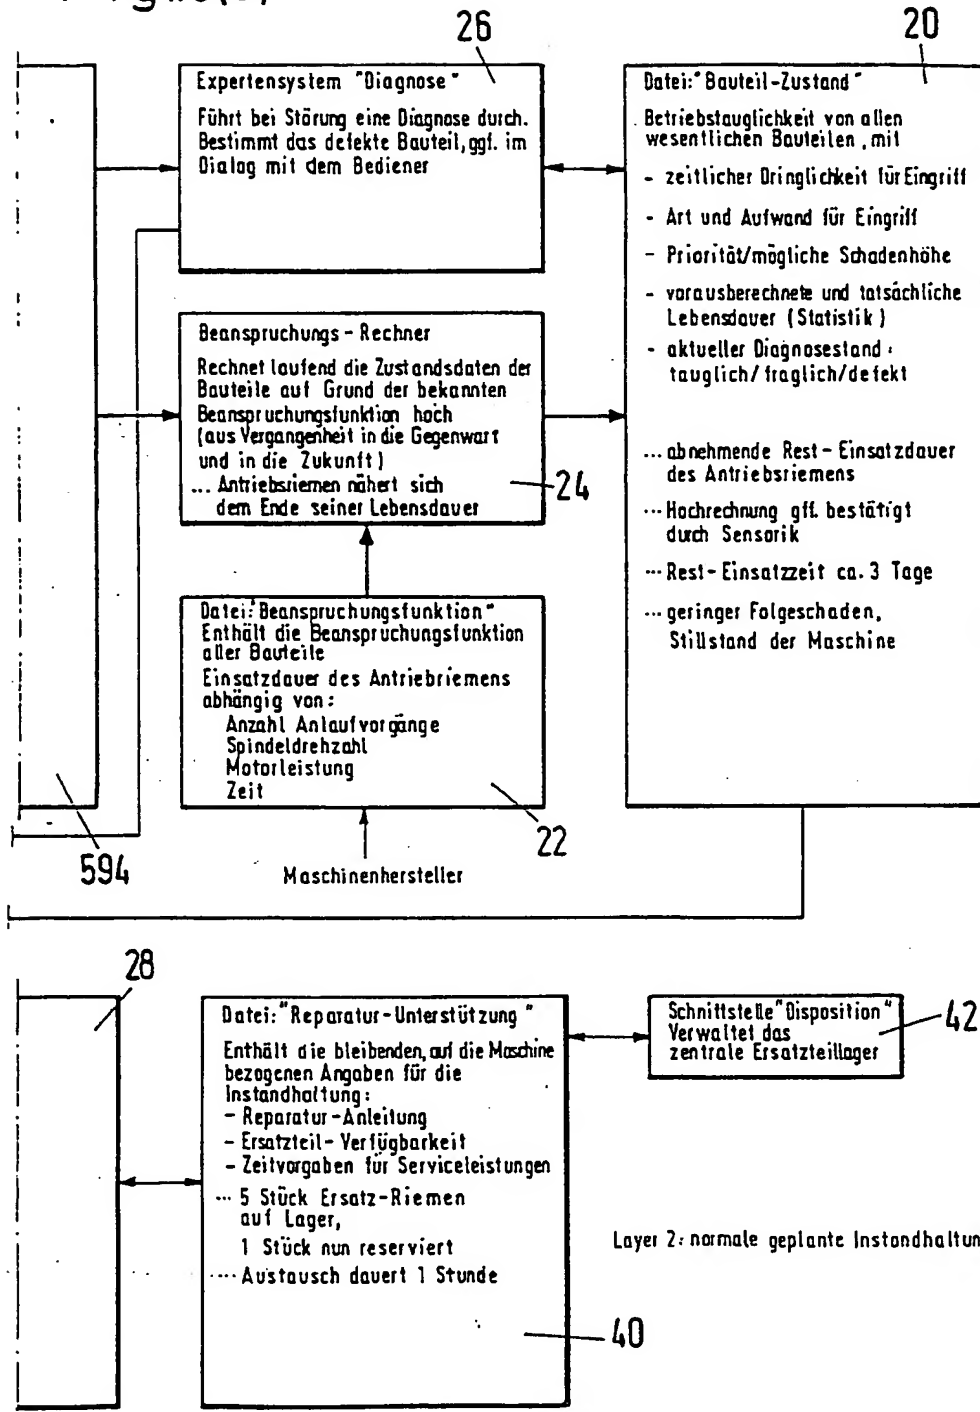 26
20
Expertensystem "Diagnose"
Führt bei Störung eine Diagnose durch.
Bestimmt das defekte Bauteil, ggf. im
Dialog mit dem Bediener
Datei: "Bauteil-Zustand"
Betriebstauglichkeit von allen
wesentlichen Bauteilen, mit
- zeitlicher Dringlichkeit für Eingriff
- Art und Aufwand für Eingriff
- Priorität/mögliche Schadenhöhe
- vorausberechnete und tatsächliche
Lebensdauer (Statistik)
- aktueller Diagnosestand:
tauglich/fraglich/defekt
... abnehmende Rest-Einsatzdauer
des Antriebsriemens
... Hochrechnung gff. bestätigt
durch Sensorik
... Rest-Einsatzzeit ca. 3 Tage
... geringer Folgeschaden,
Stillstand der Maschine
Beanspruchungs-Rechner
Rechnet laufend die Zustandsdaten der
Bauteile auf Grund der bekannten
Beanspruchungsfunktion hoch
(aus Vergangenheit in die Gegenwart
und in die Zukunft)
... Antriebsriemen nähert sich
dem Ende seiner Lebensdauer
24
Datei: "Beanspruchungsfunktion"
Enthält die Beanspruchungsfunktion
aller Bauteile
Einsatzdauer des Antriebriemens
abhängig von:
Anzahl Anlaufvorgänge
Spindeldrehzahl
Motorleistung
Zeit
22
594
Maschinenhersteller
28
Datei: "Reparatur-Unterstützung"
Enthält die bleibenden, auf die Maschine
bezogenen Angaben für die
Instandhaltung:
- Reparatur-Anleitung
- Ersatzteil-Verfügbarkeit
- Zeitvorgaben für Serviceleistungen
... 5 Stück Ersatz-Riemen
auf Lager,
1 Stück nun reserviert
.... Austausch dauert 1 Stunde
40
Schnittstelle "Disposition"
Verwaltet das
zentrale Ersatzteillager
42
Layer 2: normale geplante Instandhaltun